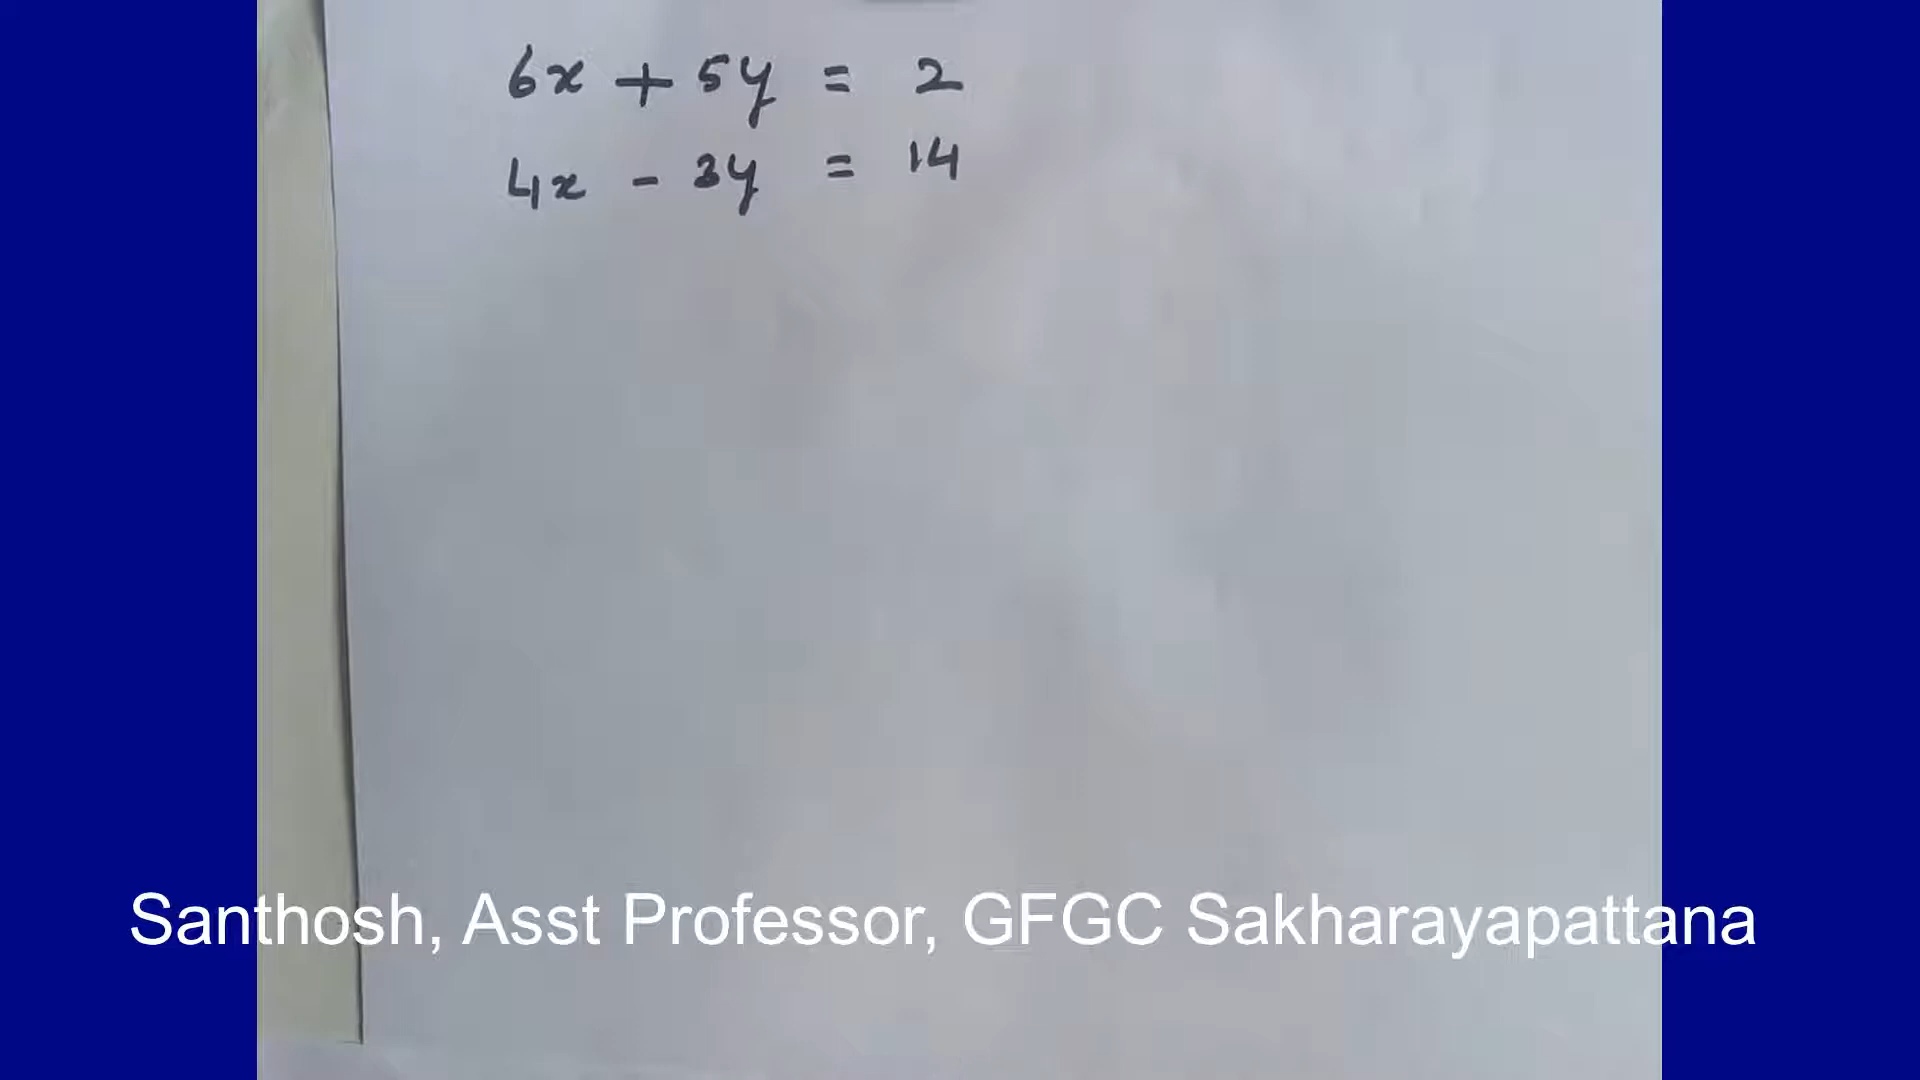 6x + 5y = 2
4x - 3y = 14
Santhosh, Asst Professor, GFGC Sakharayapattana